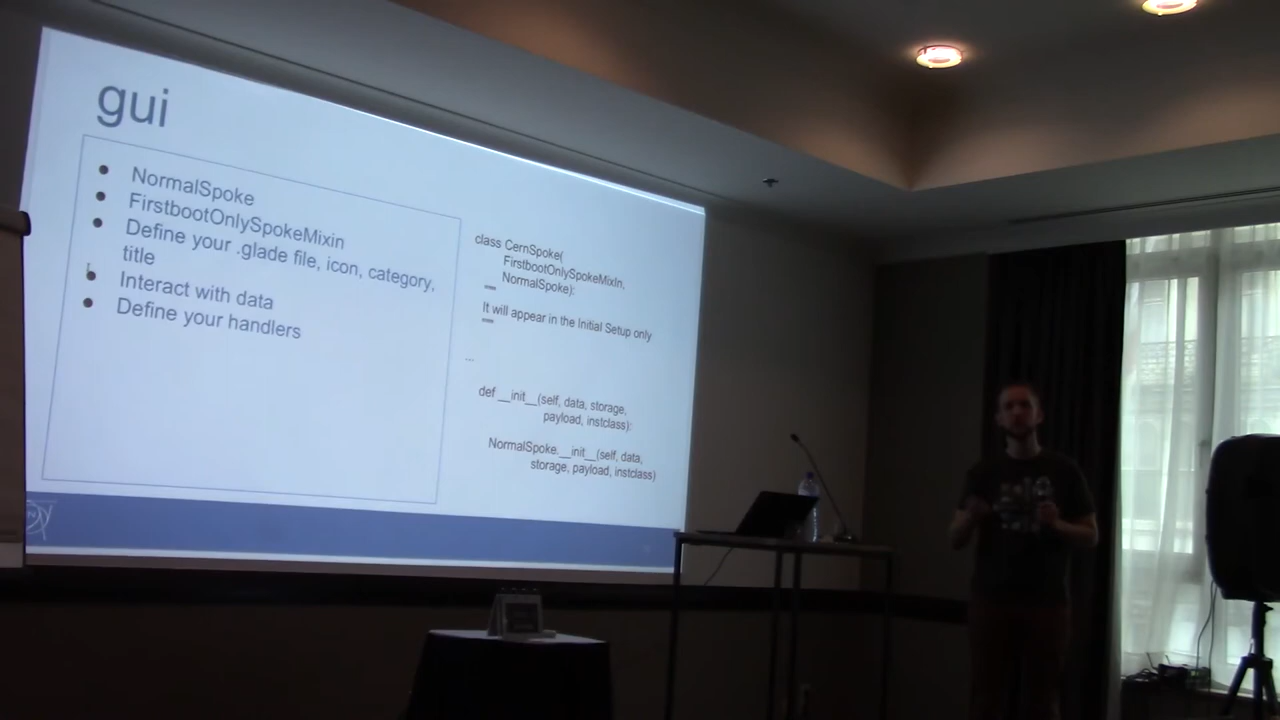 gui
NormalSpoke
FirstbootOnlySpokeMixin
Define your .glade file, icon, category,
title
Interact with data
Define your handlers
class CernSpoke(
FirstbootOnlySpokeMixIn,
NormalSpoke):
It will appear in the Initial Setup only
...
def __init__(self, data, storage,
payload, instclass):
NormalSpoke.__init__(self, data,
storage, payload, instclass)